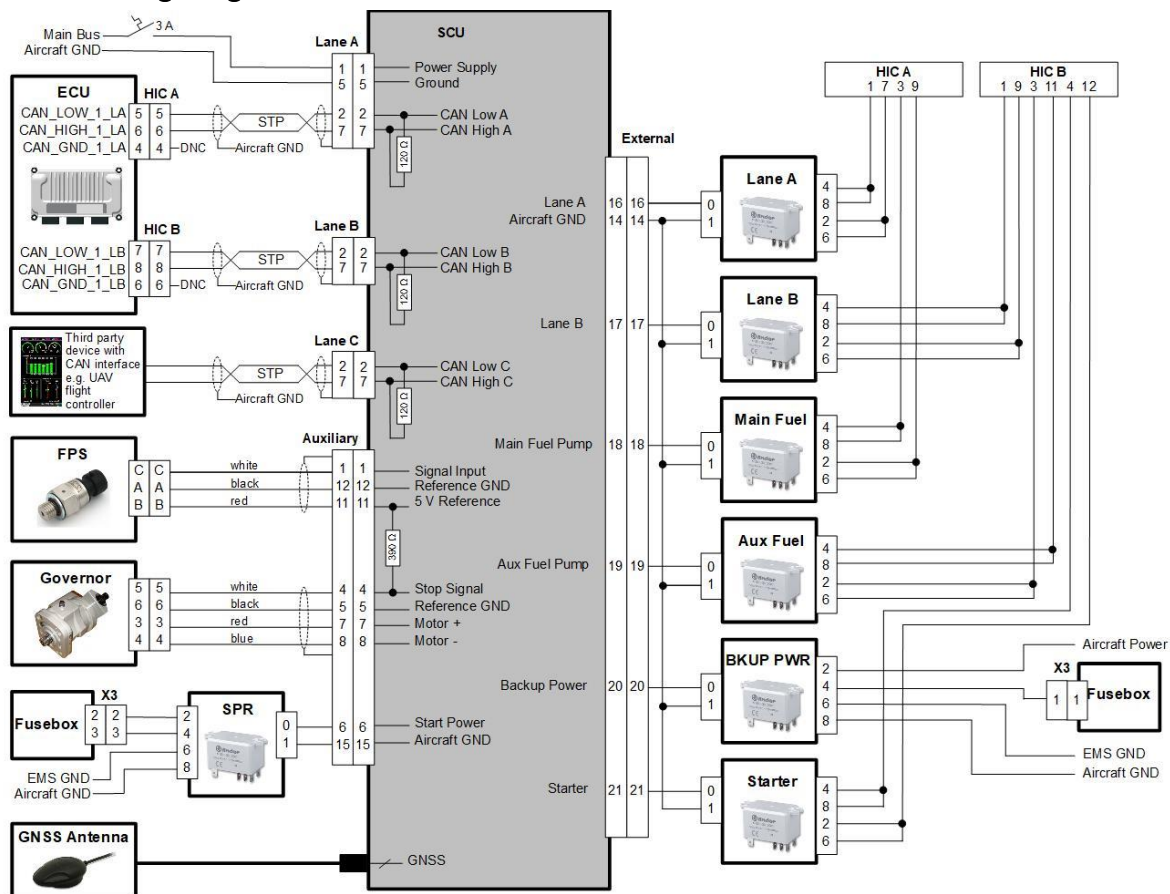 Main Bus
3 A
Aircraft GND
SCU
Lane A
1 1
Power Supply
5 5
Ground
ECU
HIC A
CAN_LOW_1_LA 5 5
STP
2 2
CAN Low A
CAN_HIGH_1_LA 6 6
7 7
CAN High A
CAN_GND_1_LA 4 4
DNC
Aircraft GND
120 Ω
HIC B
Lane B
CAN_LOW_1_LB 7 7
STP
2 2
CAN Low B
CAN_HIGH_1_LB 8 8
7 7
CAN High B
CAN_GND_1_LB 6 6
DNC
Aircraft GND
120 Ω
Third party
device with
CAN interface
e.g. UAV
flight
controller
Lane C
STP
2 2
CAN Low C
7 7
CAN High C
Aircraft GND
120 Ω
Auxiliary
FPS
C C
white
1 1
Signal Input
A A
black
12 12
Reference GND
B B
red
11 11
5 V Reference
390 Ω
Governor
5 5
white
4 4
Stop Signal
6 6
black
5 5
Reference GND
3 3
red
7 7
Motor +
4 4
blue
8 8
Motor -
X3
Fusebox
2 2
3 3
SPR
2
4
6
8
0
1
6 6
Start Power
15 15
Aircraft GND
EMS GND
Aircraft GND
GNSS Antenna
GNSS
External
Lane A
16 16
Aircraft GND
14 14
Lane B
17 17
Main Fuel Pump
18 18
Aux Fuel Pump
19 19
Backup Power
20 20
Starter
21 21
HIC A
1 7 3 9
HIC B
1 9 3 11 4 12
Lane A
0
1
4
8
2
6
Lane B
0
1
4
8
2
6
Main Fuel
0
1
4
8
2
6
Aux Fuel
0
1
4
8
2
6
BKUP PWR
0
1
2
4
6
8
Aircraft Power
X3
1 1
Fusebox
EMS GND
Aircraft GND
Starter
0
1
4
8
2
6